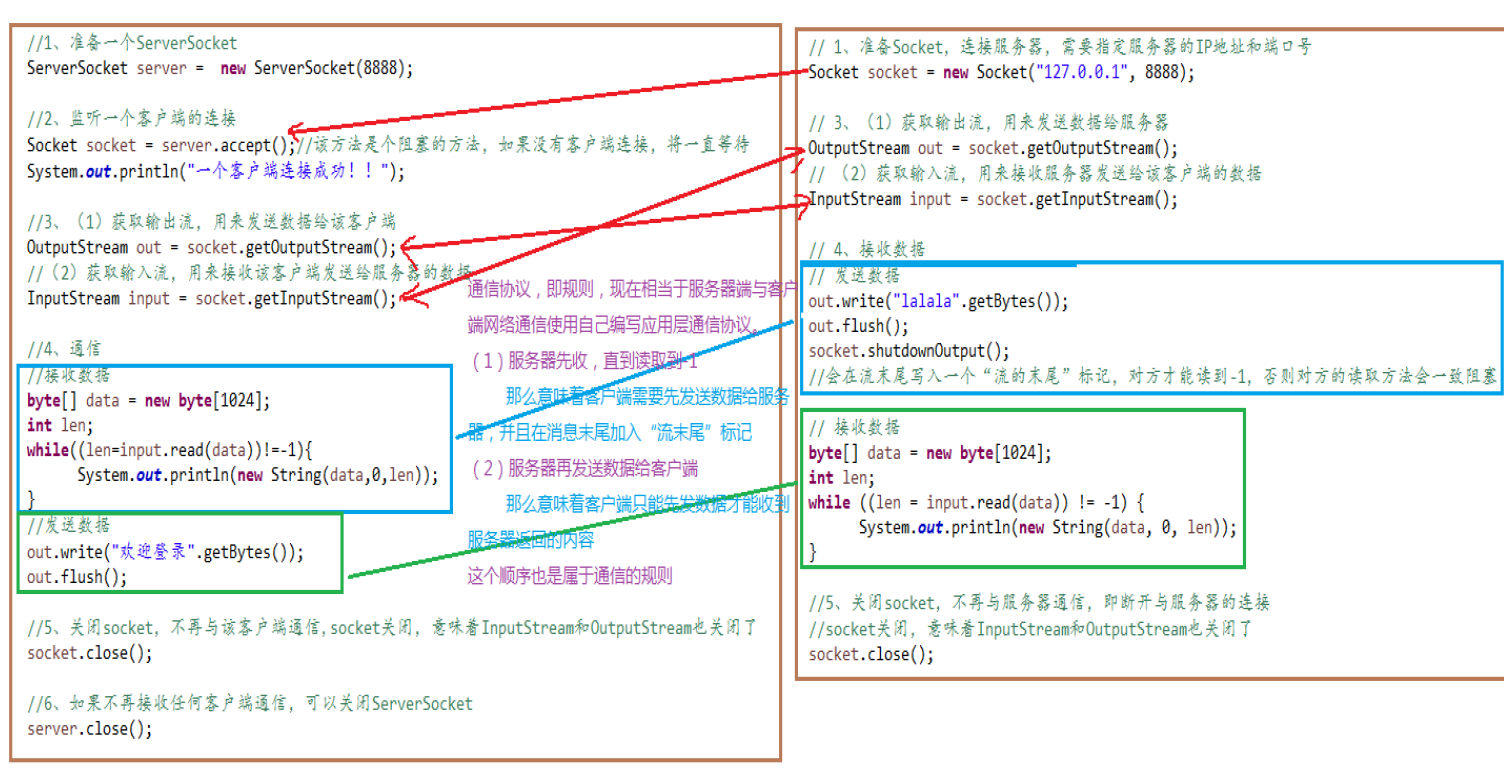 //1、准备一个ServerSocket
ServerSocket server =  new ServerSocket(8888);
//2、监听一个客户端的连接
Socket socket = server.accept();//该方法是个阻塞的方法，如果没有客户端连接，将一直等待
System.out.println("一个客户端连接成功！！");
//3、（1）获取输出流，用来发送数据给该客户端
OutputStream out = socket.getOutputStream();
//（2）获取输入流，用来接收该客户端发送给服务器的数据
InputStream input = socket.getInputStream();
//4、通信
//接收数据
byte[] data = new byte[1024];
int len;
while((len=input.read(data))!=-1){
System.out.println(new String(data,0,len));
}
//发送数据
out.write("欢迎登录".getBytes());
out.flush();
//5、关闭socket，不再与该客户端通信,socket关闭，意味着InputStream和OutputStream也关闭了
socket.close();
//6、如果不再接收任何客户端通信，可以关闭ServerSocket
server.close();
通信协议，即规则，现在相当于服务器端与客户
端网络通信使用自己编写应用层通信协议。
（1）服务器先收，直到读取到-1
那么意味着客户端需要先发送数据给服务
器，并且在消息末尾加入“流末尾”标记
（2）服务器再发送数据给客户端
那么意味着客户端只能先发数据才能收到
服务器返回的内容
这个顺序也是属于通信的规则
// 1、准备Socket，连接服务器，需要指定服务器的IP地址和端口号
Socket socket = new Socket("127.0.0.1", 8888);
// 3、（1）获取输出流，用来发送数据给服务器
OutputStream out = socket.getOutputStream();
// （2）获取输入流，用来接收服务器发送给该客户端的数据
InputStream input = socket.getInputStream();
// 4、接收数据
// 发送数据
out.write("lalala".getBytes());
out.flush();
socket.shutdownOutput();
//会在流末尾写入一个“流的末尾”标记，对方才能读到-1，否则对方的读取方法会一致阻塞
// 接收数据
byte[] data = new byte[1024];
int len;
while ((len = input.read(data)) != -1) {
System.out.println(new String(data, 0, len));
}
//5、关闭socket，不再与服务器通信，即断开与服务器的连接
//socket关闭，意味着InputStream和OutputStream也关闭了
socket.close();